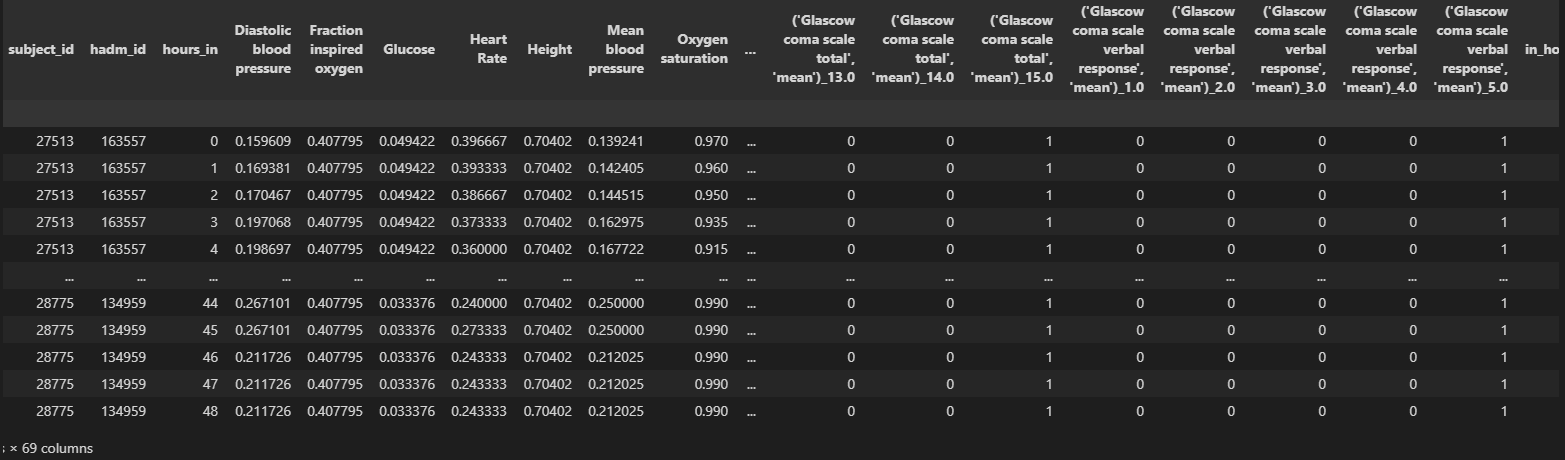 subject_id hadm_id hours_in Diastolic blood pressure Fraction inspired oxygen Glucose Heart Rate Height Mean blood pressure Oxygen saturation ... ('Glascow coma scale total', 'mean')_13.0 ('Glascow coma scale total', 'mean')_14.0 ('Glascow coma scale total', 'mean')_15.0 ('Glascow coma scale verbal response', 'mean')_1.0 ('Glascow coma scale verbal response', 'mean')_2.0 ('Glascow coma scale verbal response', 'mean')_3.0 ('Glascow coma scale verbal response', 'mean')_4.0 ('Glascow coma scale verbal response', 'mean')_5.0 in_ho
27513 163557 0 0.159609 0.407795 0.049422 0.396667 0.70402 0.139241 0.970 ... 0 0 1 0 0 0 0 1
27513 163557 1 0.169381 0.407795 0.049422 0.393333 0.70402 0.142405 0.960 ... 0 0 1 0 0 0 0 1
27513 163557 2 0.170467 0.407795 0.049422 0.386667 0.70402 0.144515 0.950 ... 0 0 1 0 0 0 0 1
27513 163557 3 0.197068 0.407795 0.049422 0.373333 0.70402 0.162975 0.935 ... 0 0 1 0 0 0 0 1
27513 163557 4 0.198697 0.407795 0.049422 0.360000 0.70402 0.167722 0.915 ... 0 0 1 0 0 0 0 1
... ... ... ... ... ... ... ... ... ... ... ... ... ... ... ... ... ... ...
28775 134959 44 0.267101 0.407795 0.033376 0.240000 0.70402 0.250000 0.990 ... 0 0 1 0 0 0 0 1
28775 134959 45 0.267101 0.407795 0.033376 0.273333 0.70402 0.250000 0.990 ... 0 0 1 0 0 0 0 1
28775 134959 46 0.211726 0.407795 0.033376 0.243333 0.70402 0.212025 0.990 ... 0 0 1 0 0 0 0 1
28775 134959 47 0.211726 0.407795 0.033376 0.243333 0.70402 0.212025 0.990 ... 0 0 1 0 0 0 0 1
28775 134959 48 0.211726 0.407795 0.033376 0.243333 0.70402 0.212025 0.990 ... 0 0 1 0 0 0 0 1
× 69 columns